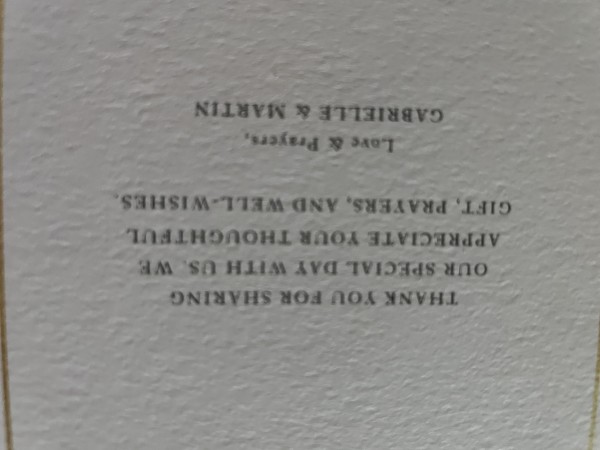 THANK YOU FOR SHARING
OUR SPECIAL DAY WITH US. WE
APPRECIATE YOUR THOUGHTFUL
GIFT, PRAYERS, AND WELL-WISHES.
Love & Prayers,
GABRIELLE & MARTIN